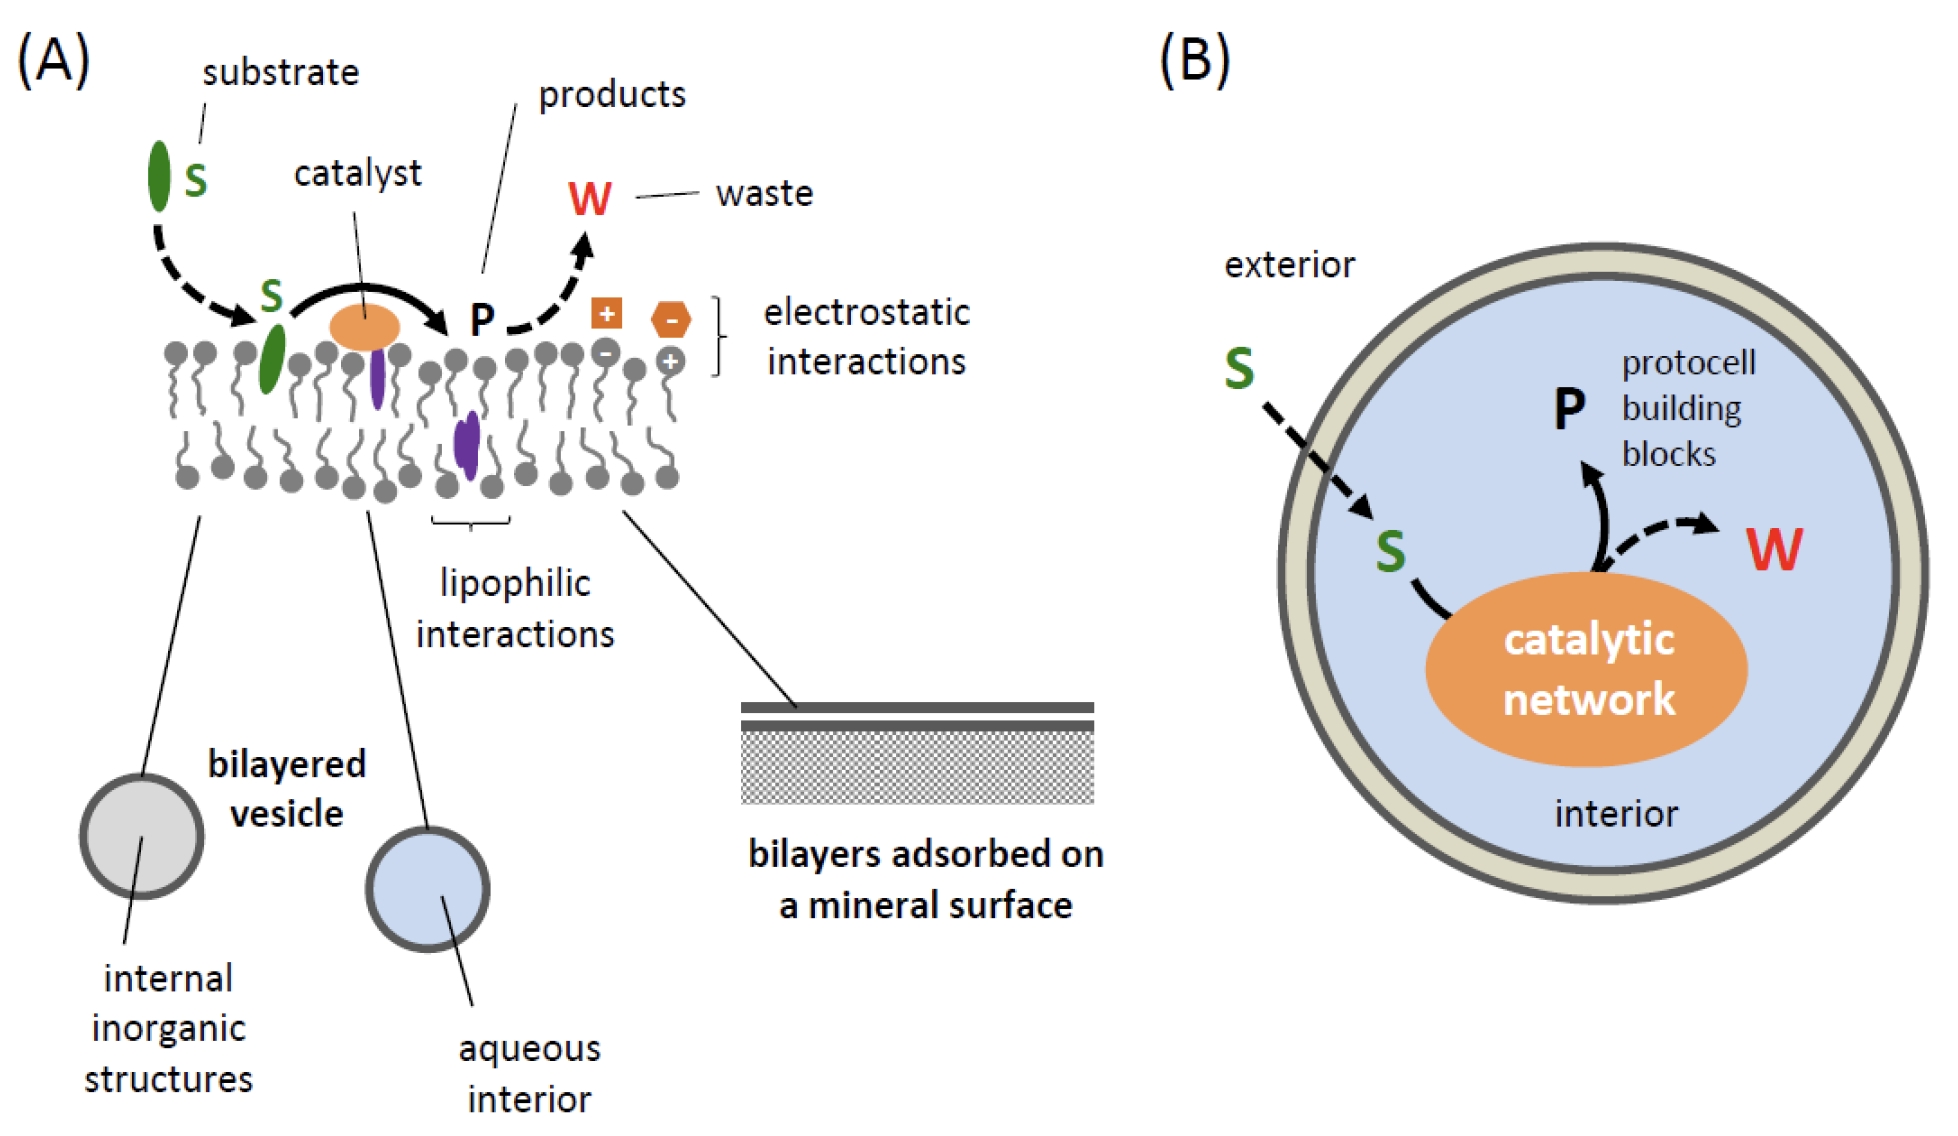 (A)
substrate
products
S
catalyst
W
waste
S
P
+
-
electrostatic
interactions
-
+
lipophilic
interactions
bilayered
vesicle
bilayers adsorbed on
a mineral surface
internal
inorganic
structures
aqueous
interior
(B)
exterior
S
protocell
building
blocks
P
S
W
catalytic
network
interior